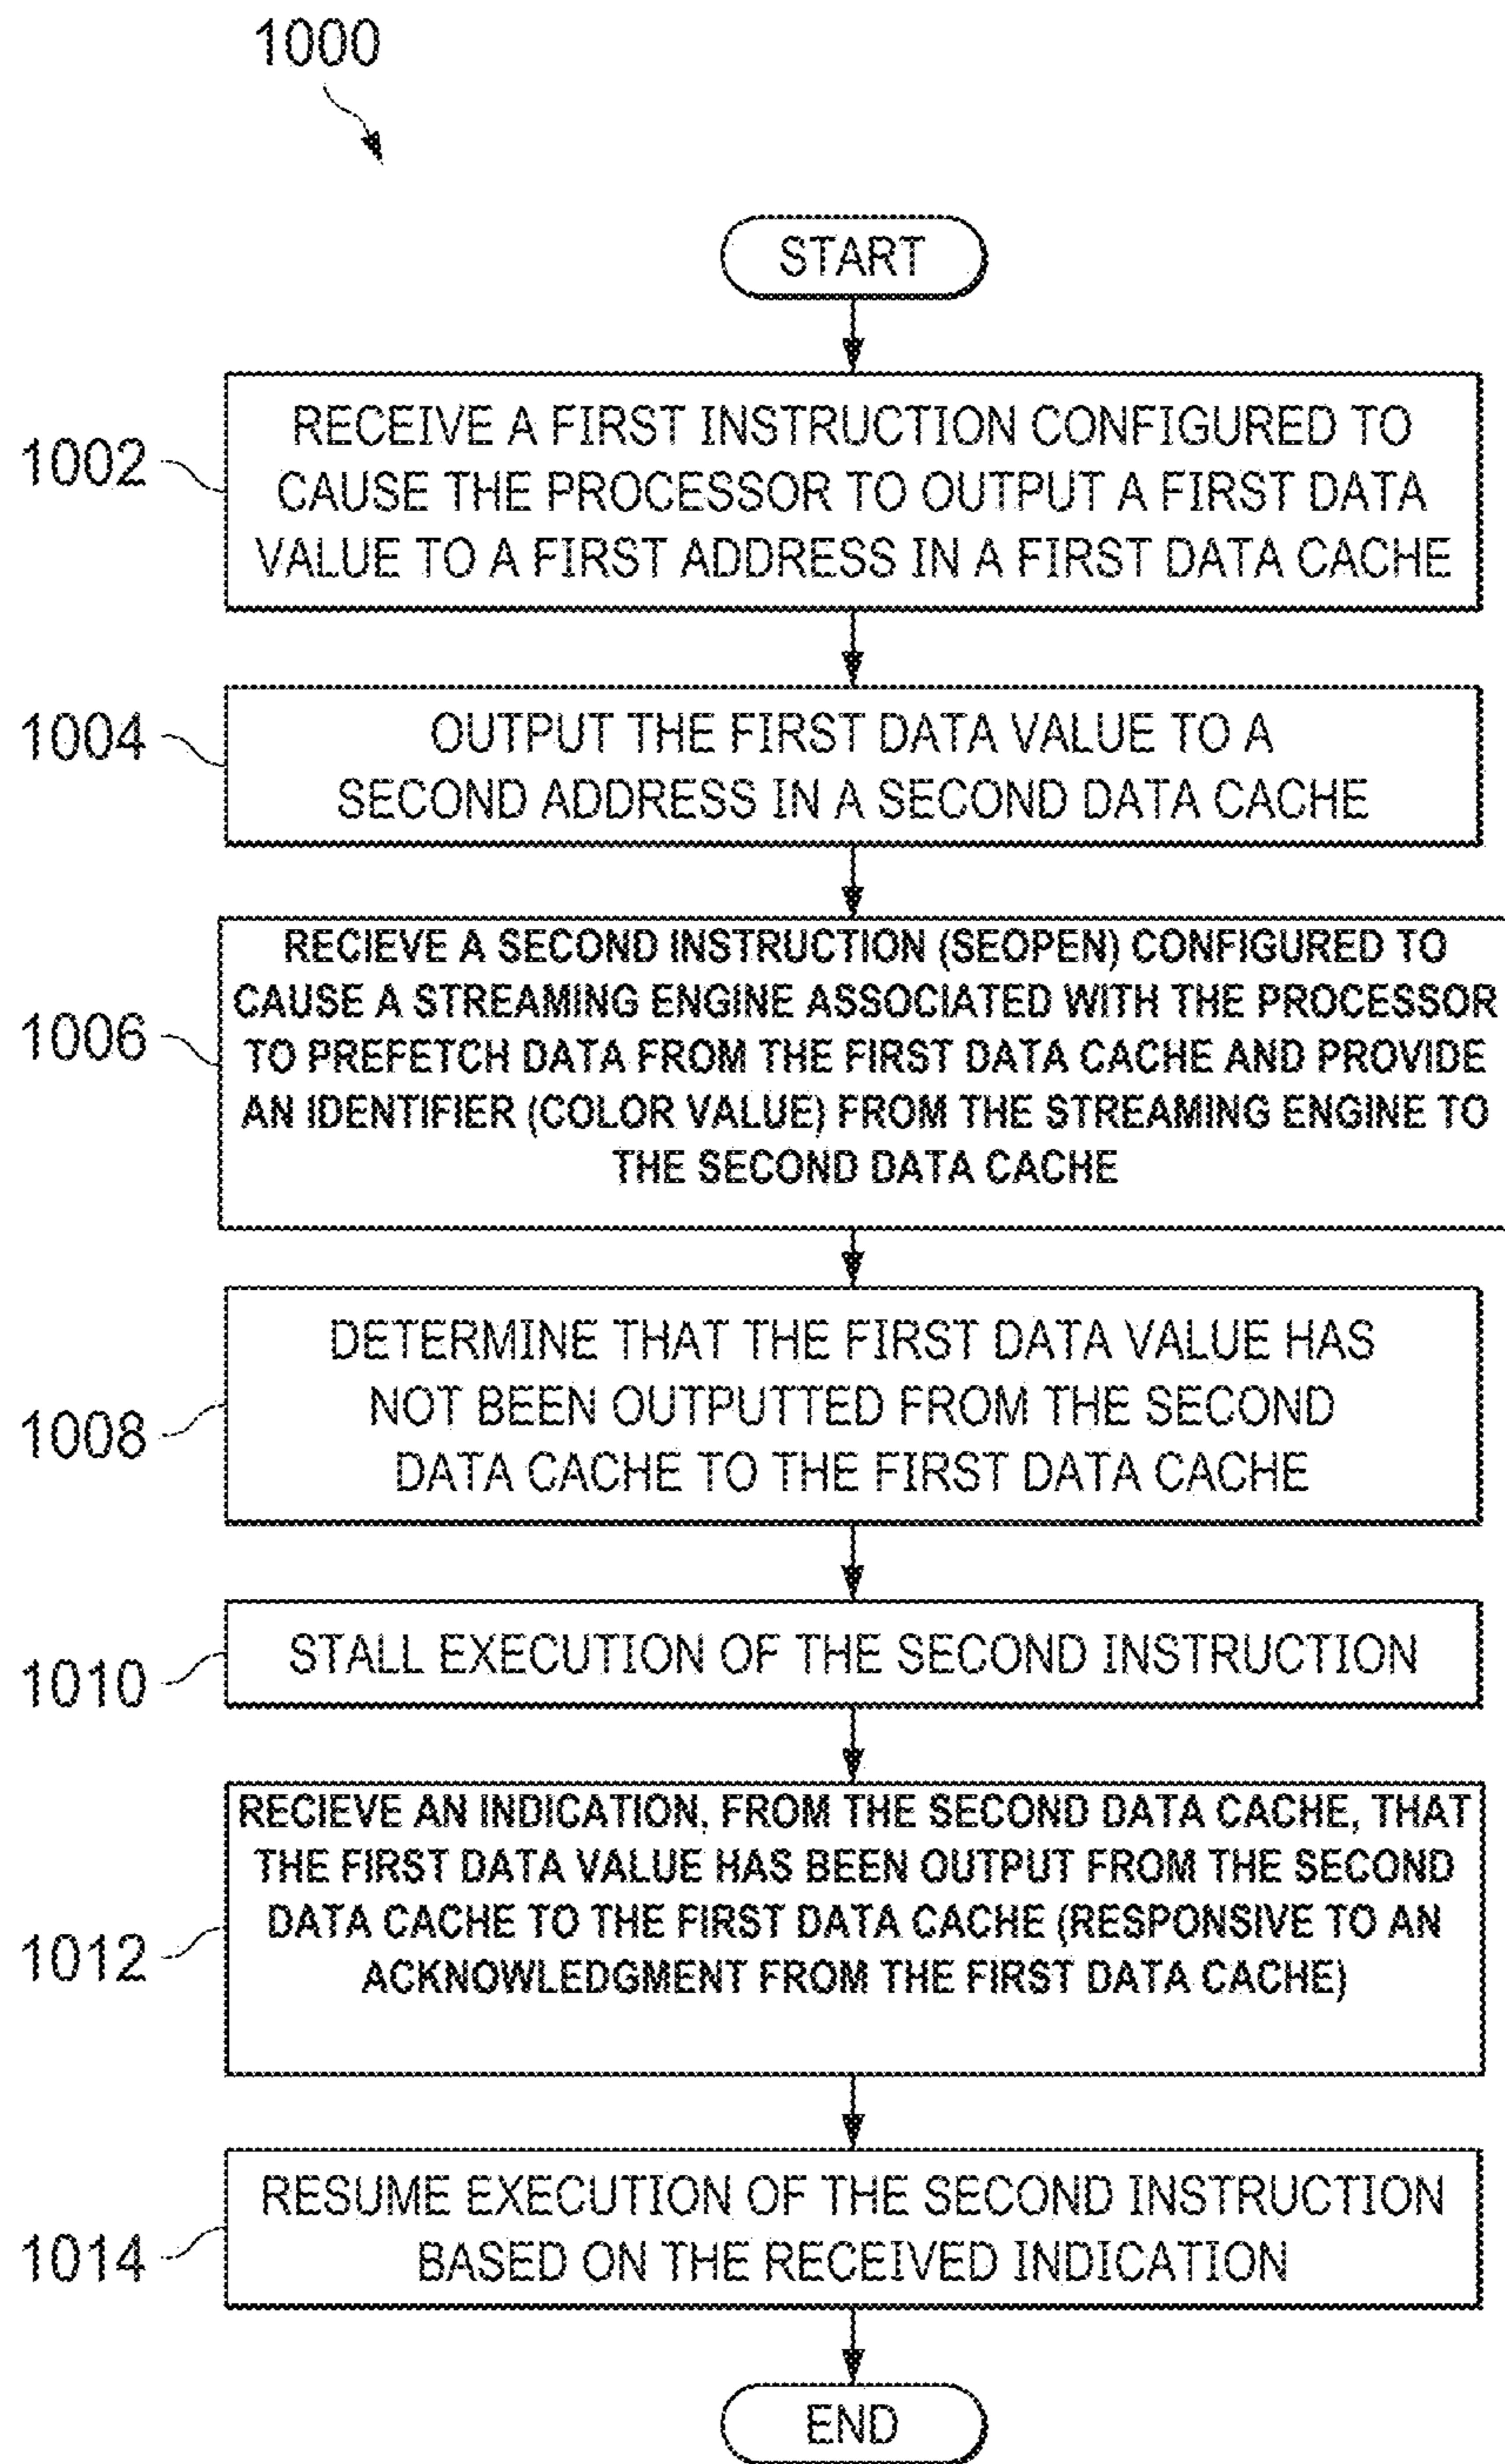 1000
START
1002
RECEIVE A FIRST INSTRUCTION CONFIGURED TO
CAUSE THE PROCESSOR TO OUTPUT A FIRST DATA
VALUE TO A FIRST ADDRESS IN A FIRST DATA CACHE
1004
OUTPUT THE FIRST DATA VALUE TO A
SECOND ADDRESS IN A SECOND DATA CACHE
1006
RECIEVE A SECOND INSTRUCTION (SEOPEN) CONFIGURED TO
CAUSE A STREAMING ENGINE ASSOCIATED WITH THE PROCESSOR
TO PREFETCH DATA FROM THE FIRST DATA CACHE AND PROVIDE
AN IDENTIFIER (COLOR VALUE) FROM THE STREAMING ENGINE TO
THE SECOND DATA CACHE
1008
DETERMINE THAT THE FIRST DATA VALUE HAS
NOT BEEN OUTPUTTED FROM THE SECOND
DATA CACHE TO THE FIRST DATA CACHE
1010
STALL EXECUTION OF THE SECOND INSTRUCTION
1012
RECIEVE AN INDICATION, FROM THE SECOND DATA CACHE, THAT
THE FIRST DATA VALUE HAS BEEN OUTPUT FROM THE SECOND
DATA CACHE TO THE FIRST DATA CACHE (RESPONSIVE TO AN
ACKNOWLEDGMENT FROM THE FIRST DATA CACHE)
1014
RESUME EXECUTION OF THE SECOND INSTRUCTION
BASED ON THE RECEIVED INDICATION
END